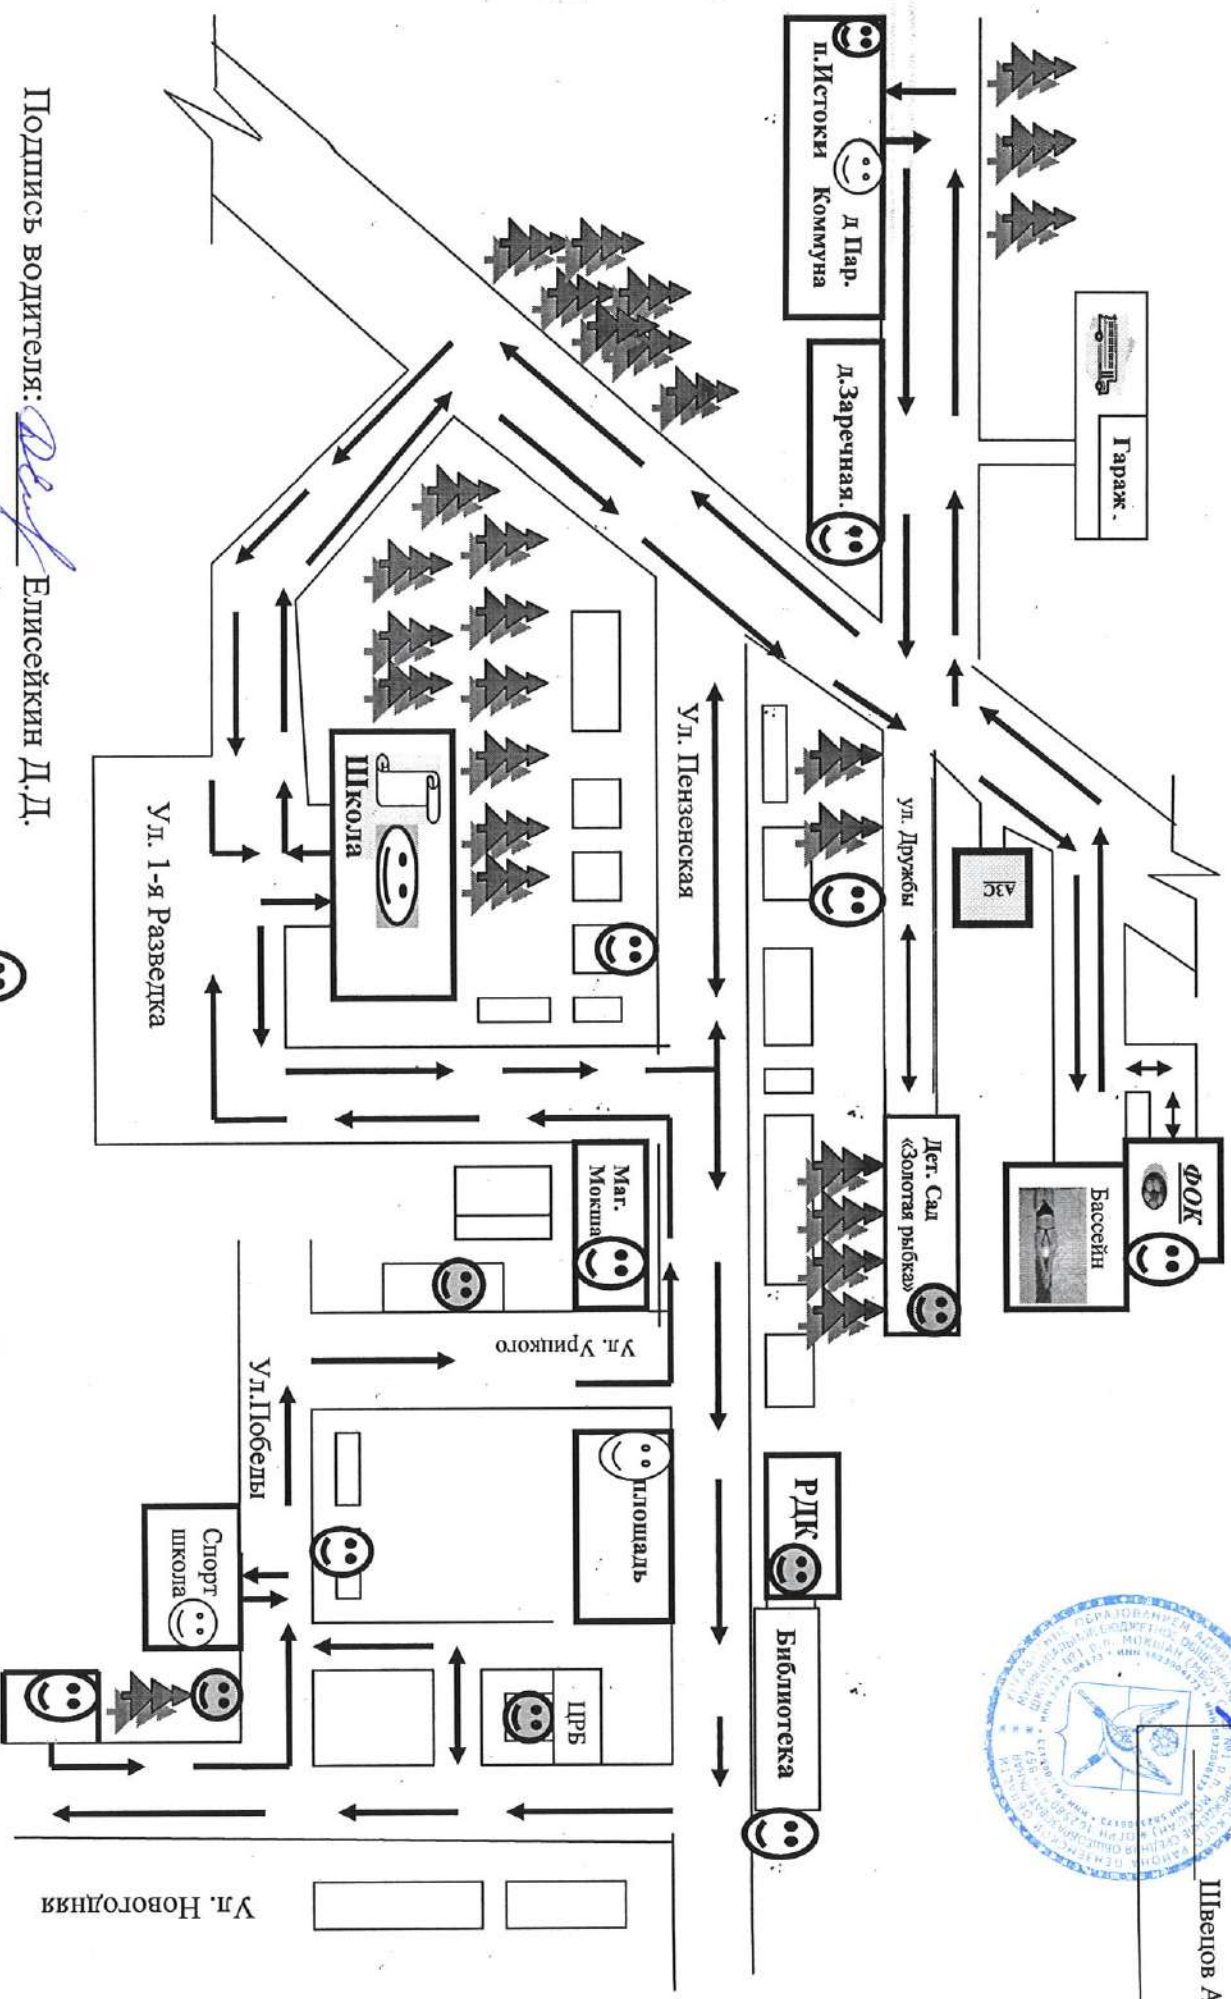 Швецов А
ФОК
Бассейн
Гараж.
АЗС
п.Истоки
д Пар.
Коммуна
д.Заречная.
ул. Дружбы
Дет. Сад
«Золотая рыбка»
РДК
Библиотека
Ул. Пензенская
Маг.
Мокша
площадь
ЦРБ
Ул. Урицкого
Школа
Ул. 1-я Разведка
Ул.Победы
Спорт
школа
Ул. Новогодняя
Подпись водителя: Елисейкин Д.Д.